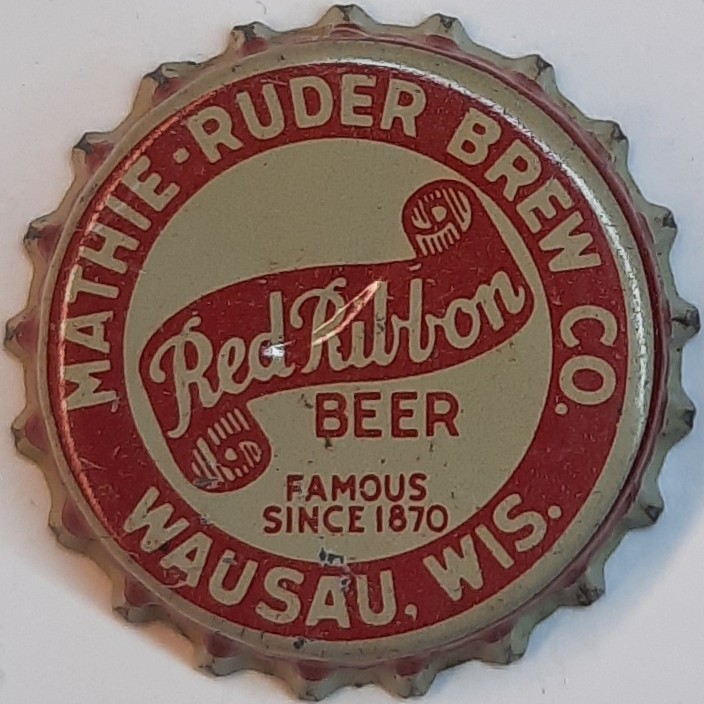 MATHIE-RUDER BREW CO.
Red Ribbon
BEER
FAMOUS
SINCE 1870
WAUSAU, WIS.